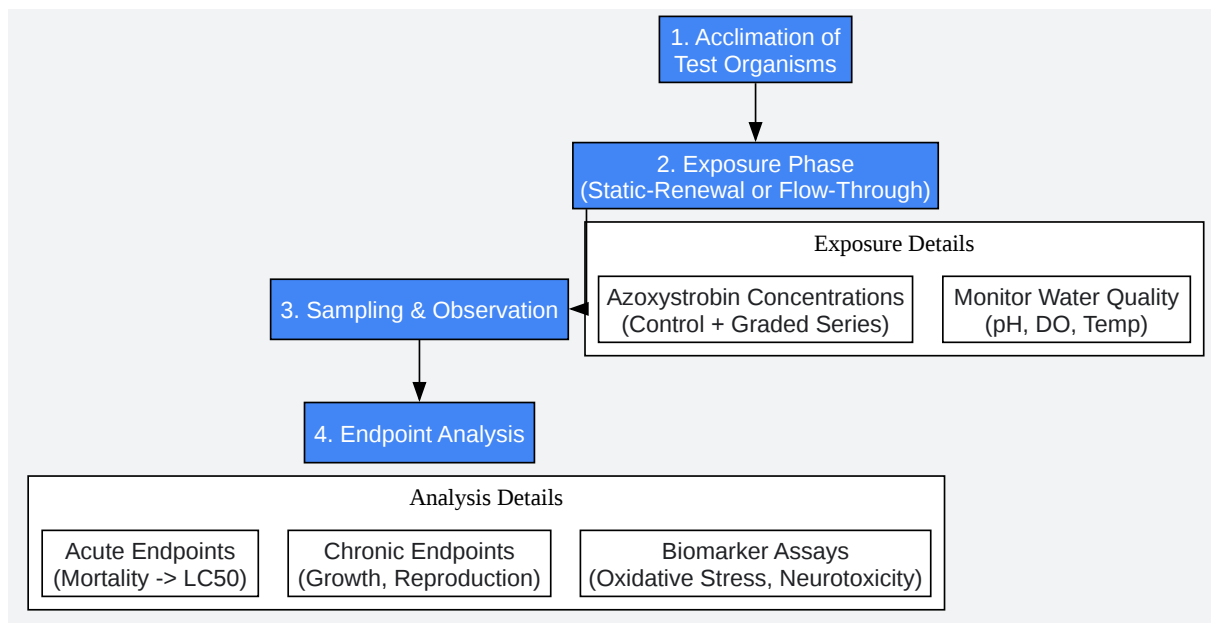 1. Acclimation of
Test Organisms
2. Exposure Phase
(Static-Renewal or Flow-Through)
Exposure Details
Azoxystrobin Concentrations
(Control + Graded Series)
Monitor Water Quality
(pH, DO, Temp)
3. Sampling & Observation
4. Endpoint Analysis
Analysis Details
Acute Endpoints
(Mortality -> LC50)
Chronic Endpoints
(Growth, Reproduction)
Biomarker Assays
(Oxidative Stress, Neurotoxicity)